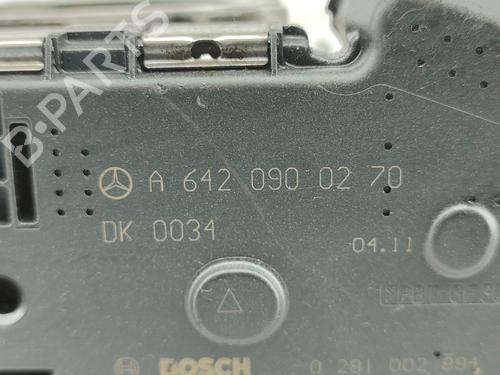 A 642 090 02 70
DK 0034
04.11
BOSCH 0 281 002 894
B-PARTS